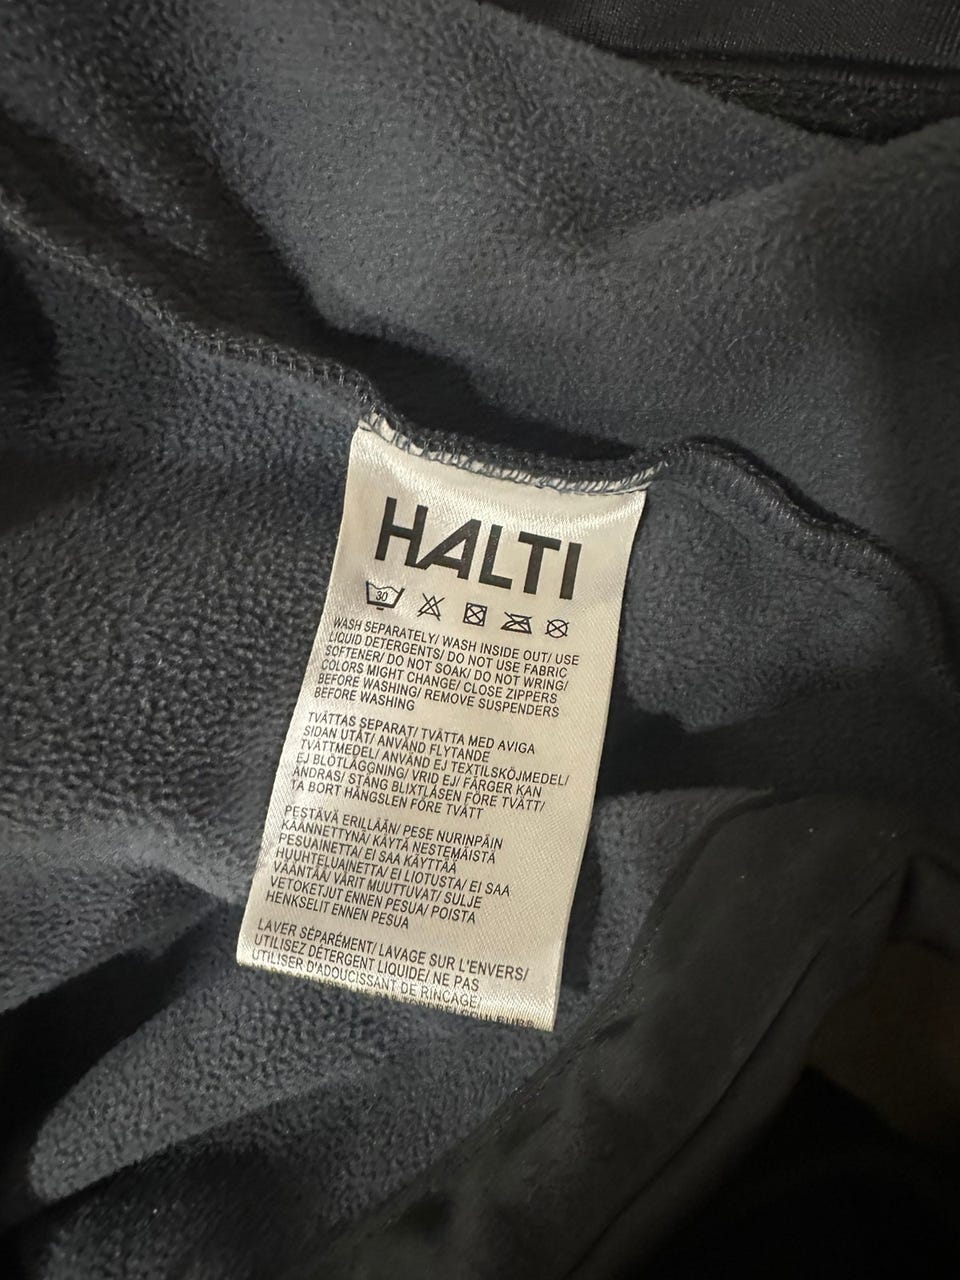 HALTI
30
WASH SEPARATELY/ WASH INSIDE OUT/ USE
LIQUID DETERGENTS/ DO NOT USE FABRIC
SOFTENER/ DO NOT SOAK/ DO NOT WRING/
COLORS MIGHT CHANGE/ CLOSE ZIPPERS
BEFORE WASHING/ REMOVE SUSPENDERS
BEFORE WASHING
TVÄTTAS SEPARAT/ TVÄTTA MED AVIGA
SIDAN UTÅT/ ANVÄND FLYTANDE
TVÄTTMEDEL/ ANVÄND EJ TEXTILSKÖJMEDEL/
EJ BLÖTLÄGGNING/ VRID EJ/ FÄRGER KAN
ÄNDRAS/ STÄNG BLIXTLÅSEN FÖRE TVÄTT/
TA BORT HÄNGSLEN FÖRE TVÄTT
PESTÄVÄ ERILLÄÄN/ PESE NURINPÄIN
KÄÄNNETTYNÄ/ KÄYTÄ NESTEMÄISTÄ
PESUAINETTA/ EI SAA KÄYTTÄÄ
HUUHTELUAINETTA/ EI LIOTUSTA/ EI SAA
VÄÄNTÄÄ/ VÄRIT MUUTTUVAT/ SULJE
VETOKETJUT ENNEN PESUA/ POISTA
HENKSELIT ENNEN PESUA
LAVER SÉPARÉMENT/ LAVAGE SUR L'ENVERS/
UTILISEZ DÉTERGENT LIQUIDE/ NE PAS
UTILISER D'ADOUCISSANT DE RINCAGE/